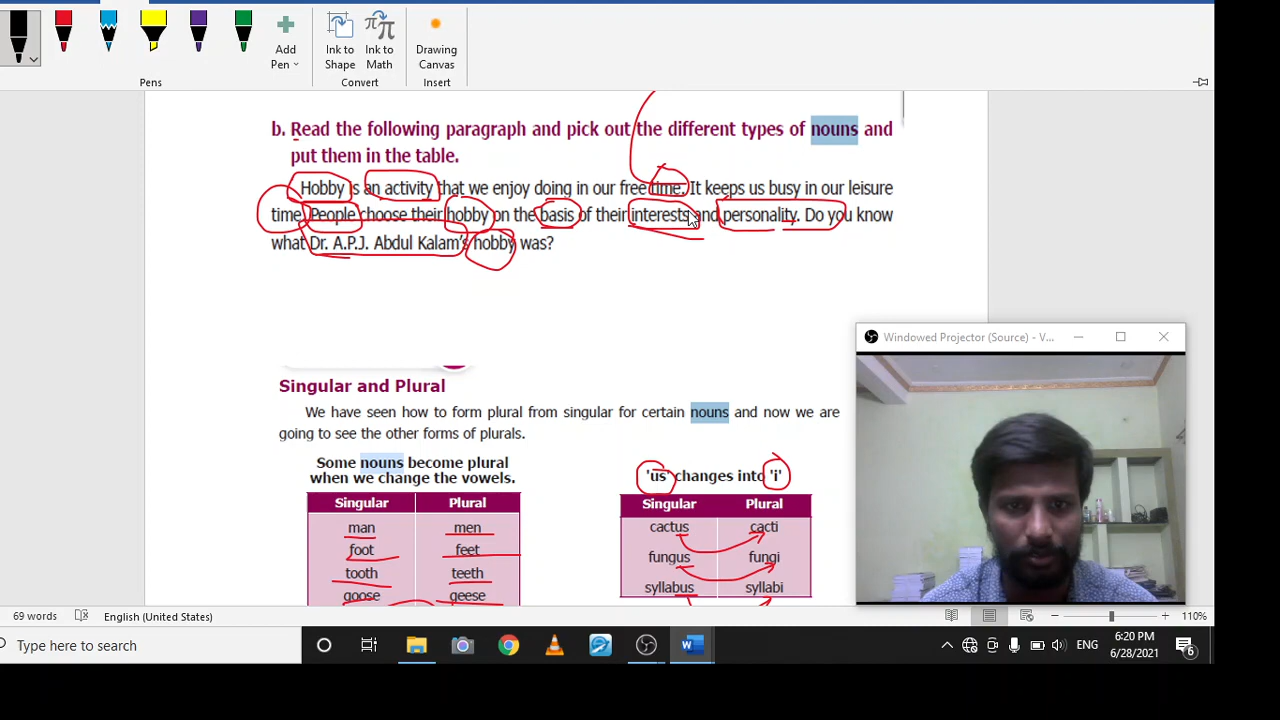 Add Pen
Ink to Shape
Ink to Math
Drawing Canvas
Pens
Convert
Insert
b. Read the following paragraph and pick out the different types of nouns and
put them in the table.
Hobby is an activity that we enjoy doing in our free time. It keeps us busy in our leisure
time. People choose their hobby on the basis of their interests and personality. Do you know
what Dr. A.P.J. Abdul Kalam's hobby was?
Windowed Projector (Source) - V...
Singular and Plural
We have seen how to form plural from singular for certain nouns and now we are
going to see the other forms of plurals.
Some nouns become plural
when we change the vowels.
Singular Plural
man men
foot feet
tooth teeth
goose geese
'us' changes into 'i'
Singular Plural
cactus cacti
fungus fungi
syllabus syllabi
69 words English (United States) 110%
Type here to search
ENG
6:20 PM
6/28/2021
6